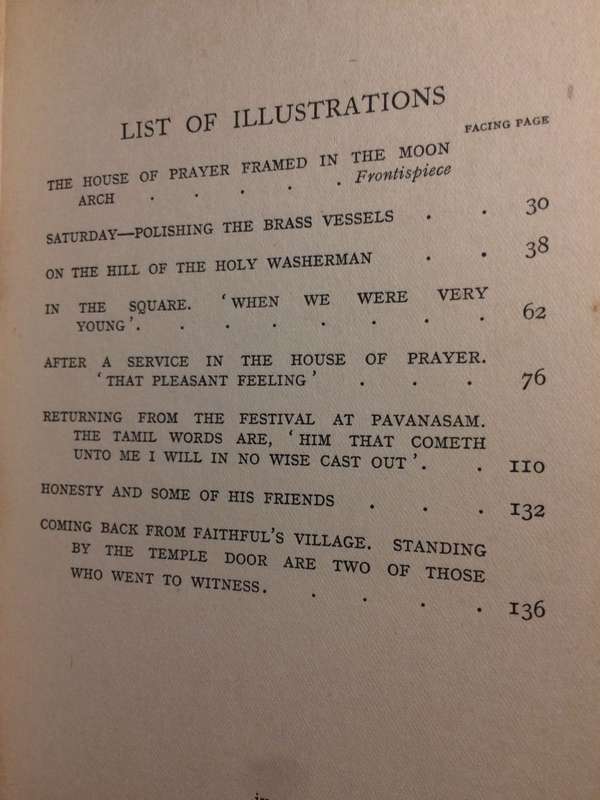 LIST OF ILLUSTRATIONS
FACING PAGE
THE HOUSE OF PRAYER FRAMED IN THE MOON
ARCH . . . . . Frontispiece
SATURDAY—POLISHING THE BRASS VESSELS . . 30
ON THE HILL OF THE HOLY WASHERMAN . . 38
IN THE SQUARE. 'WHEN WE WERE VERY
YOUNG'. . . . . . . . 62
AFTER A SERVICE IN THE HOUSE OF PRAYER.
'THAT PLEASANT FEELING' . . . 76
RETURNING FROM THE FESTIVAL AT PAVANASAM.
THE TAMIL WORDS ARE, 'HIM THAT COMETH
UNTO ME I WILL IN NO WISE CAST OUT'. . 110
HONESTY AND SOME OF HIS FRIENDS . . . 132
COMING BACK FROM FAITHFUL'S VILLAGE. STANDING
BY THE TEMPLE DOOR ARE TWO OF THOSE
WHO WENT TO WITNESS. . . . . 136